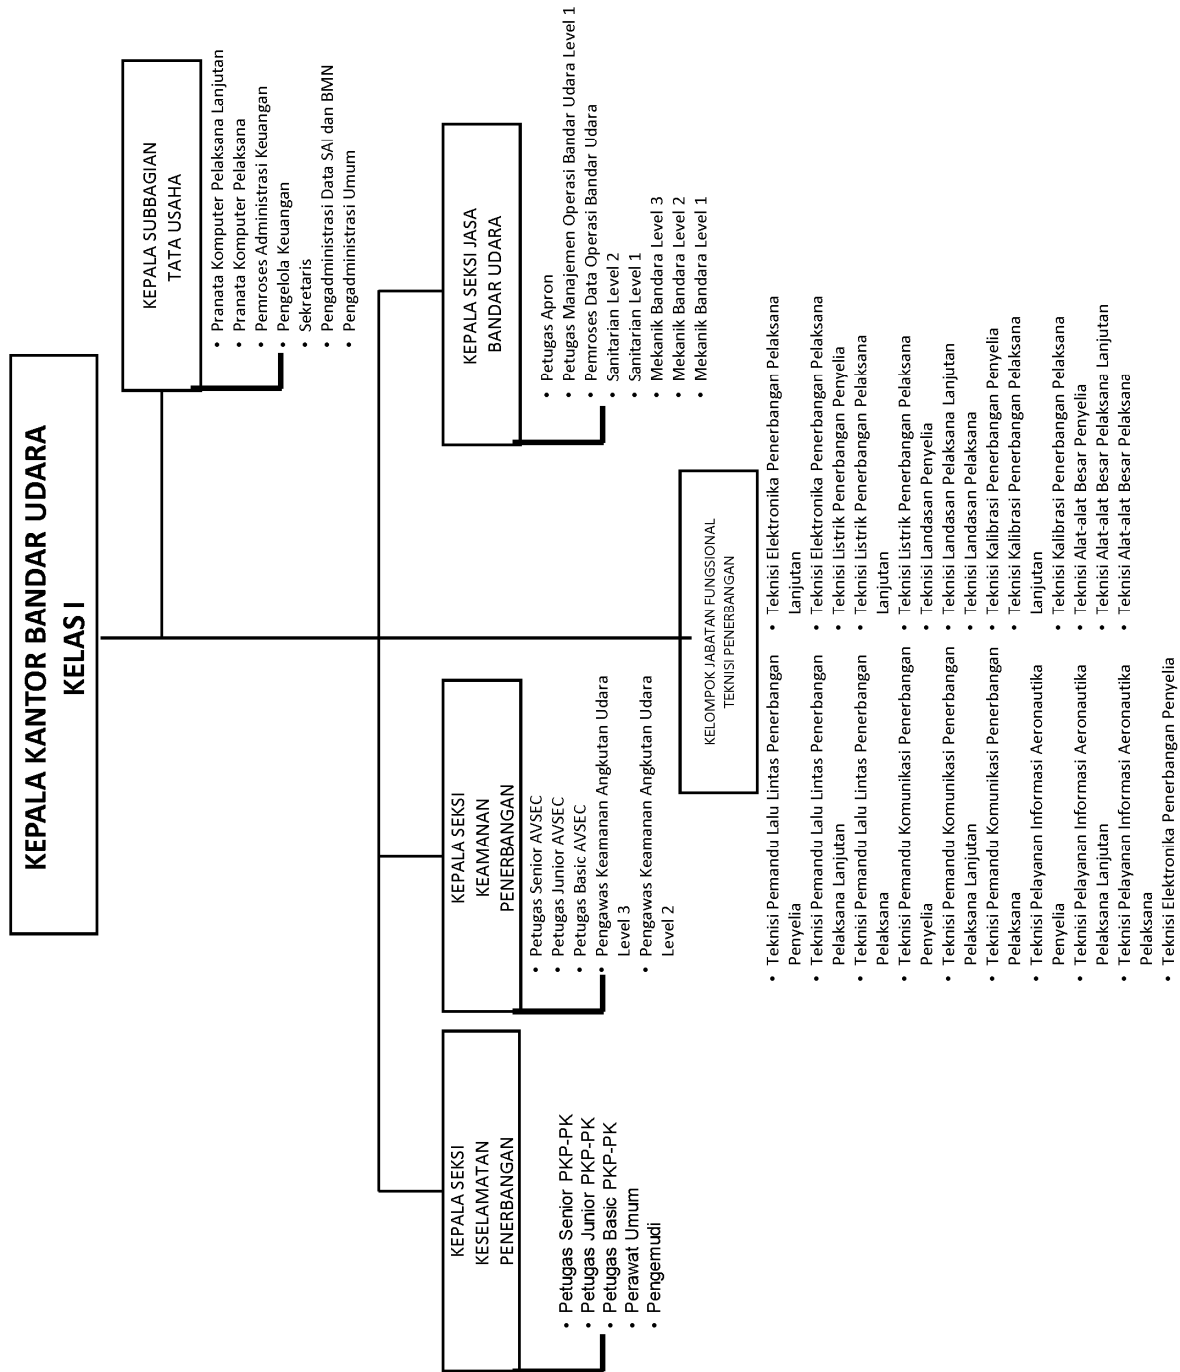 KEPALA KANTOR BANDAR UDARA
KELAS I
KEPALA SUBBAGIAN
TATA USAHA
• Pranata Komputer Pelaksana Lanjutan
• Pranata Komputer Pelaksana
• Pemroses Administrasi Keuangan
• Pengelola Keuangan
• Sekretaris
• Pengadministrasi Data SAI dan BMN
• Pengadministrasi Umum
KEPALA SEKSI
KESELAMATAN
PENERBANGAN
• Petugas Senior PKP-PK
• Petugas Junior PKP-PK
• Petugas Basic PKP-PK
• Perawat Umum
• Pengemudi
KEPALA SEKSI
KEAMANAN
PENERBANGAN
• Petugas Senior AVSEC
• Petugas Junior AVSEC
• Petugas Basic AVSEC
• Pengawas Keamanan Angkutan Udara
Level 3
• Pengawas Keamanan Angkutan Udara
Level 2
KEPALA SEKSI JASA
BANDAR UDARA
• Petugas Apron
• Petugas Manajemen Operasi Bandar Udara Level 1
• Pemroses Data Operasi Bandar Udara
• Sanitarian Level 2
• Sanitarian Level 1
• Mekanik Bandara Level 3
• Mekanik Bandara Level 2
• Mekanik Bandara Level 1
KELOMPOK JABATAN FUNGSIONAL
TEKNISI PENERBANGAN
• Teknisi Pemandu Lalu Lintas Penerbangan
Penyelia
• Teknisi Pemandu Lalu Lintas Penerbangan
Pelaksana Lanjutan
• Teknisi Pemandu Lalu Lintas Penerbangan
Pelaksana
• Teknisi Pemandu Komunikasi Penerbangan
Penyelia
• Teknisi Pemandu Komunikasi Penerbangan
Pelaksana Lanjutan
• Teknisi Pemandu Komunikasi Penerbangan
Pelaksana
• Teknisi Pelayanan Informasi Aeronautika
Penyelia
• Teknisi Pelayanan Informasi Aeronautika
Pelaksana Lanjutan
• Teknisi Pelayanan Informasi Aeronautika
Pelaksana
• Teknisi Elektronika Penerbangan Penyelia
• Teknisi Elektronika Penerbangan Pelaksana
Lanjutan
• Teknisi Elektronika Penerbangan Pelaksana
• Teknisi Listrik Penerbangan Penyelia
• Teknisi Listrik Penerbangan Pelaksana
Lanjutan
• Teknisi Listrik Penerbangan Pelaksana
• Teknisi Landasan Penyelia
• Teknisi Landasan Pelaksana Lanjutan
• Teknisi Landasan Pelaksana
• Teknisi Kalibrasi Penerbangan Penyelia
• Teknisi Kalibrasi Penerbangan Pelaksana
Lanjutan
• Teknisi Kalibrasi Penerbangan Pelaksana
• Teknisi Alat-alat Besar Penyelia
• Teknisi Alat-alat Besar Pelaksana Lanjutan
• Teknisi Alat-alat Besar Pelaksana